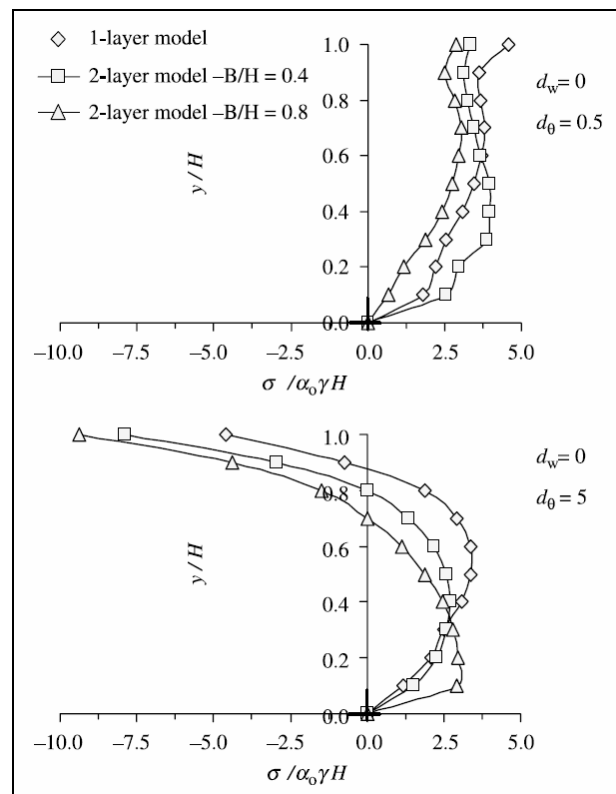 1-layer model
2-layer model –B/H = 0.4
2-layer model –B/H = 0.8
1.0
0.8
0.6
0.4
0.2
0.0
y/H
d_w= 0
d_θ = 0.5
–10.0 –7.5 –5.0 –2.5 0.0 2.5 5.0
σ /α_oγH
1.0
0.8
0.6
0.4
0.2
0.0
y/H
d_w= 0
d_θ = 5
–10.0 –7.5 –5.0 –2.5 0.0 2.5 5.0
σ /α_oγH